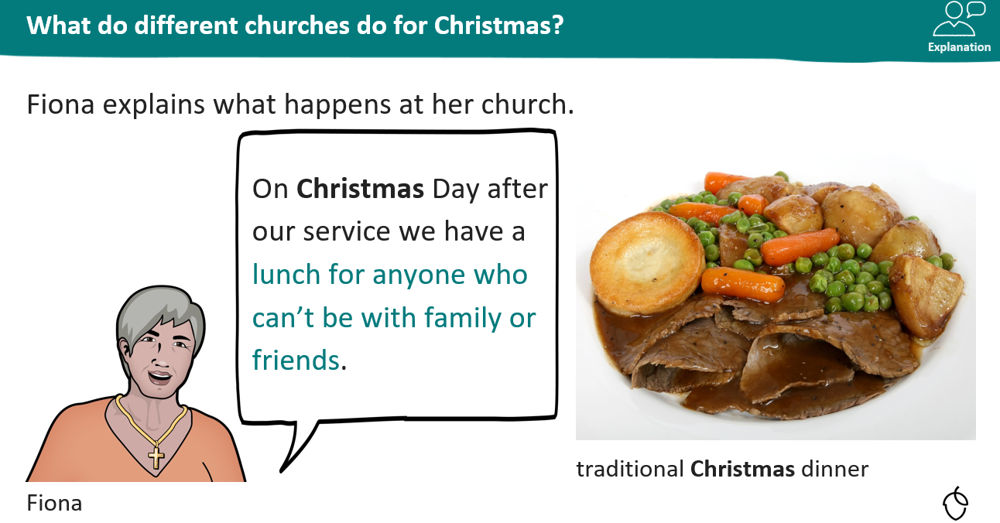 What do different churches do for Christmas?
Explanation
Fiona explains what happens at her church.
On Christmas Day after
our service we have a
lunch for anyone who
can’t be with family or
friends.
traditional Christmas dinner
Fiona